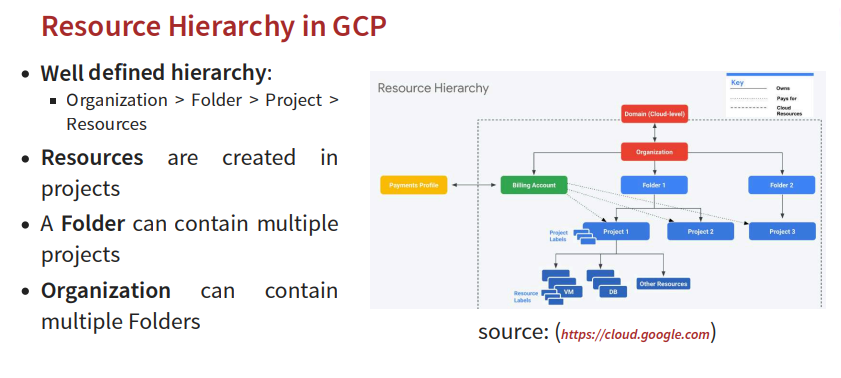 Resource Hierarchy in GCP
• Well defined hierarchy:
▪ Organization > Folder > Project >
Resources
• Resources are created in
projects
• A Folder can contain multiple
projects
• Organization can contain
multiple Folders
Resource Hierarchy
Key
Owns
Pays for
Cloud
Resources
Domain (Cloud-level)
Organization
Payments Profile
Billing Account
Folder 1
Folder 2
Project
Labels
Project 1
Project 2
Project 3
Resource
Labels
VM
DB
Other Resources
source: (https://cloud.google.com)